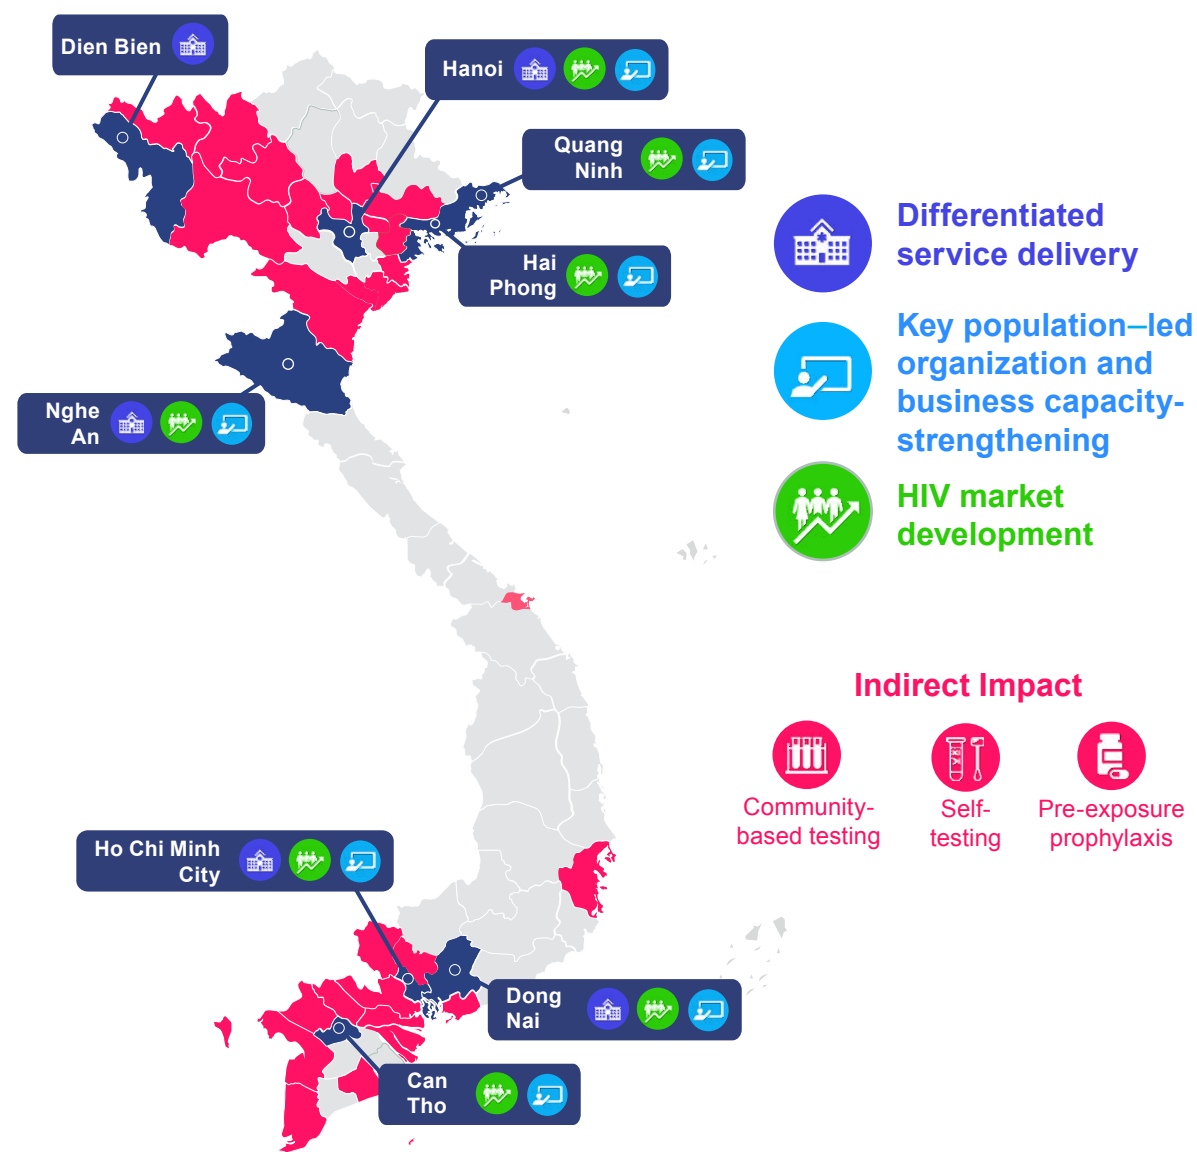 Dien Bien
Hanoi
Quang
Ninh
Hai
Phong
Nghe
An
Differentiated
service delivery
Key population–led
organization and
business capacity-
strengthening
HIV market
development
Indirect Impact
Community-
based testing
Self-
testing
Pre-exposure
prophylaxis
Ho Chi Minh
City
Dong
Nai
Can
Tho